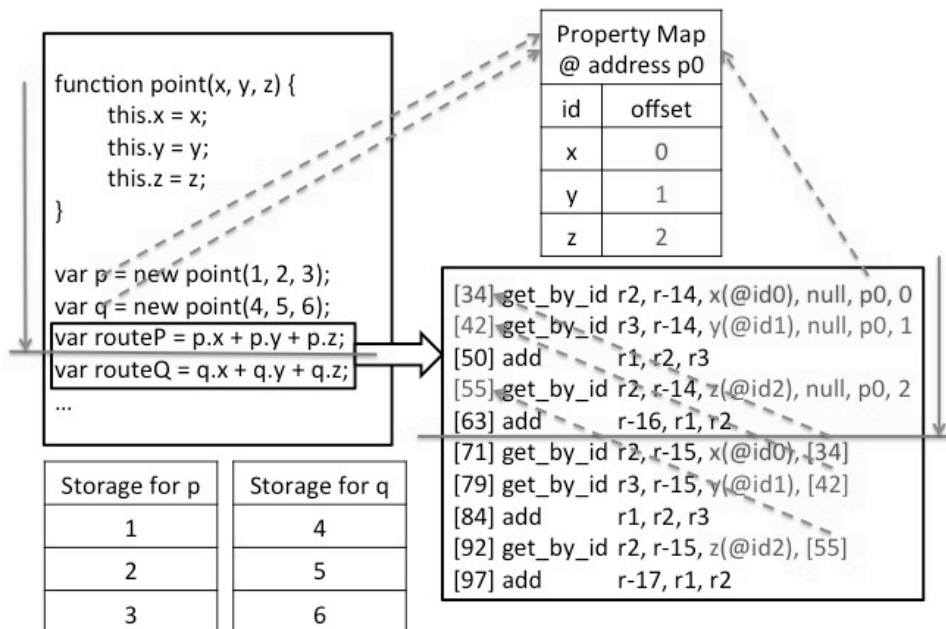 function point(x, y, z) {
this.x = x;
this.y = y;
this.z = z;
}
var p = new point(1, 2, 3);
var q = new point(4, 5, 6);
var routeP = p.x + p.y + p.z;
var routeQ = q.x + q.y + q.z;
...
Property Map
@ address p0
id offset
x 0
y 1
z 2
[34] get_by_id r2, r-14, x(@id0), null, p0, 0
[42] get_by_id r3, r-14, y(@id1), null, p0, 1
[50] add r1, r2, r3
[55] get_by_id r2, r-14, z(@id2), null, p0, 2
[63] add r-16, r1, r2
[71] get_by_id r2, r-15, x(@id0), [34]
[79] get_by_id r3, r-15, y(@id1), [42]
[84] add r1, r2, r3
[92] get_by_id r2, r-15, z(@id2), [55]
[97] add r-17, r1, r2
Storage for p
1
2
3
Storage for q
4
5
6